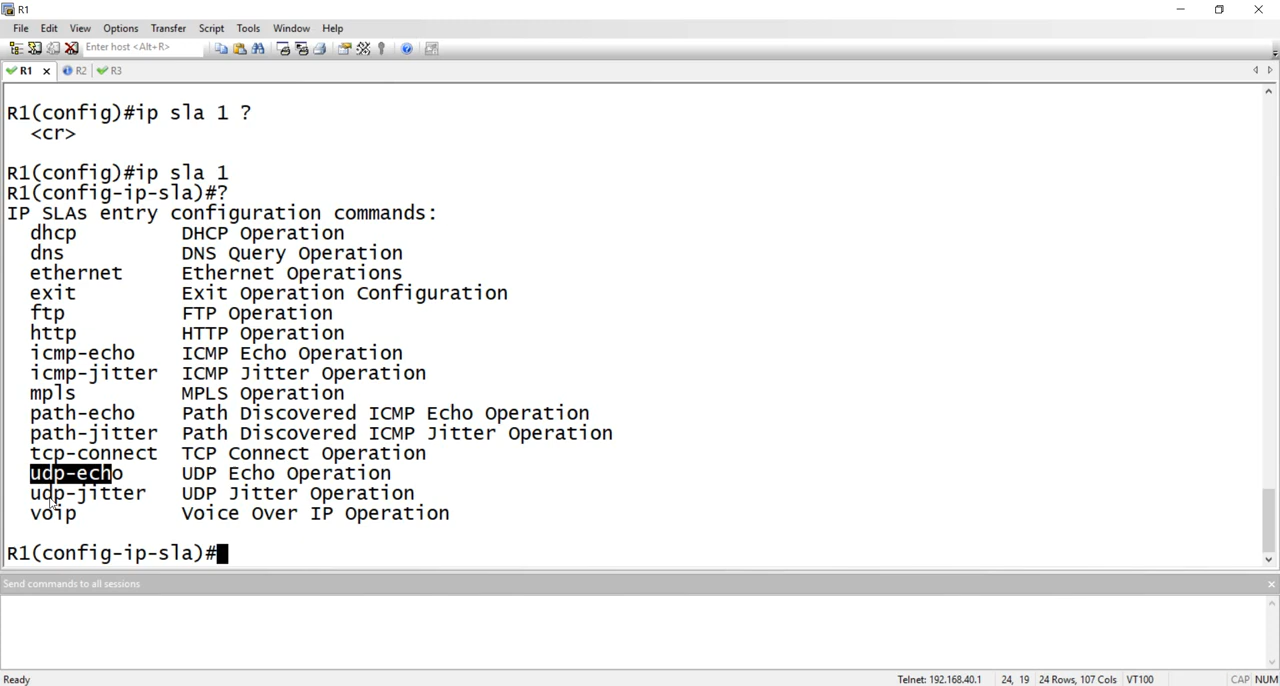 R1
File Edit View Options Transfer Script Tools Window Help
Enter host <Alt+R>
R1 R2 R3
R1(config)#ip sla 1 ?
<cr>
R1(config)#ip sla 1
R1(config-ip-sla)#?
IP SLAs entry configuration commands:
dhcp DHCP Operation
dns DNS Query Operation
ethernet Ethernet Operations
exit Exit Operation Configuration
ftp FTP Operation
http HTTP Operation
icmp-echo ICMP Echo Operation
icmp-jitter ICMP Jitter Operation
mpls MPLS Operation
path-echo Path Discovered ICMP Echo Operation
path-jitter Path Discovered ICMP Jitter Operation
tcp-connect TCP Connect Operation
udp-echo UDP Echo Operation
udp-jitter UDP Jitter Operation
voip Voice Over IP Operation
R1(config-ip-sla)#
Send commands to all sessions
Ready Telnet: 192.168.40.1 24, 19 24 Rows, 107 Cols VT100 CAP NUM